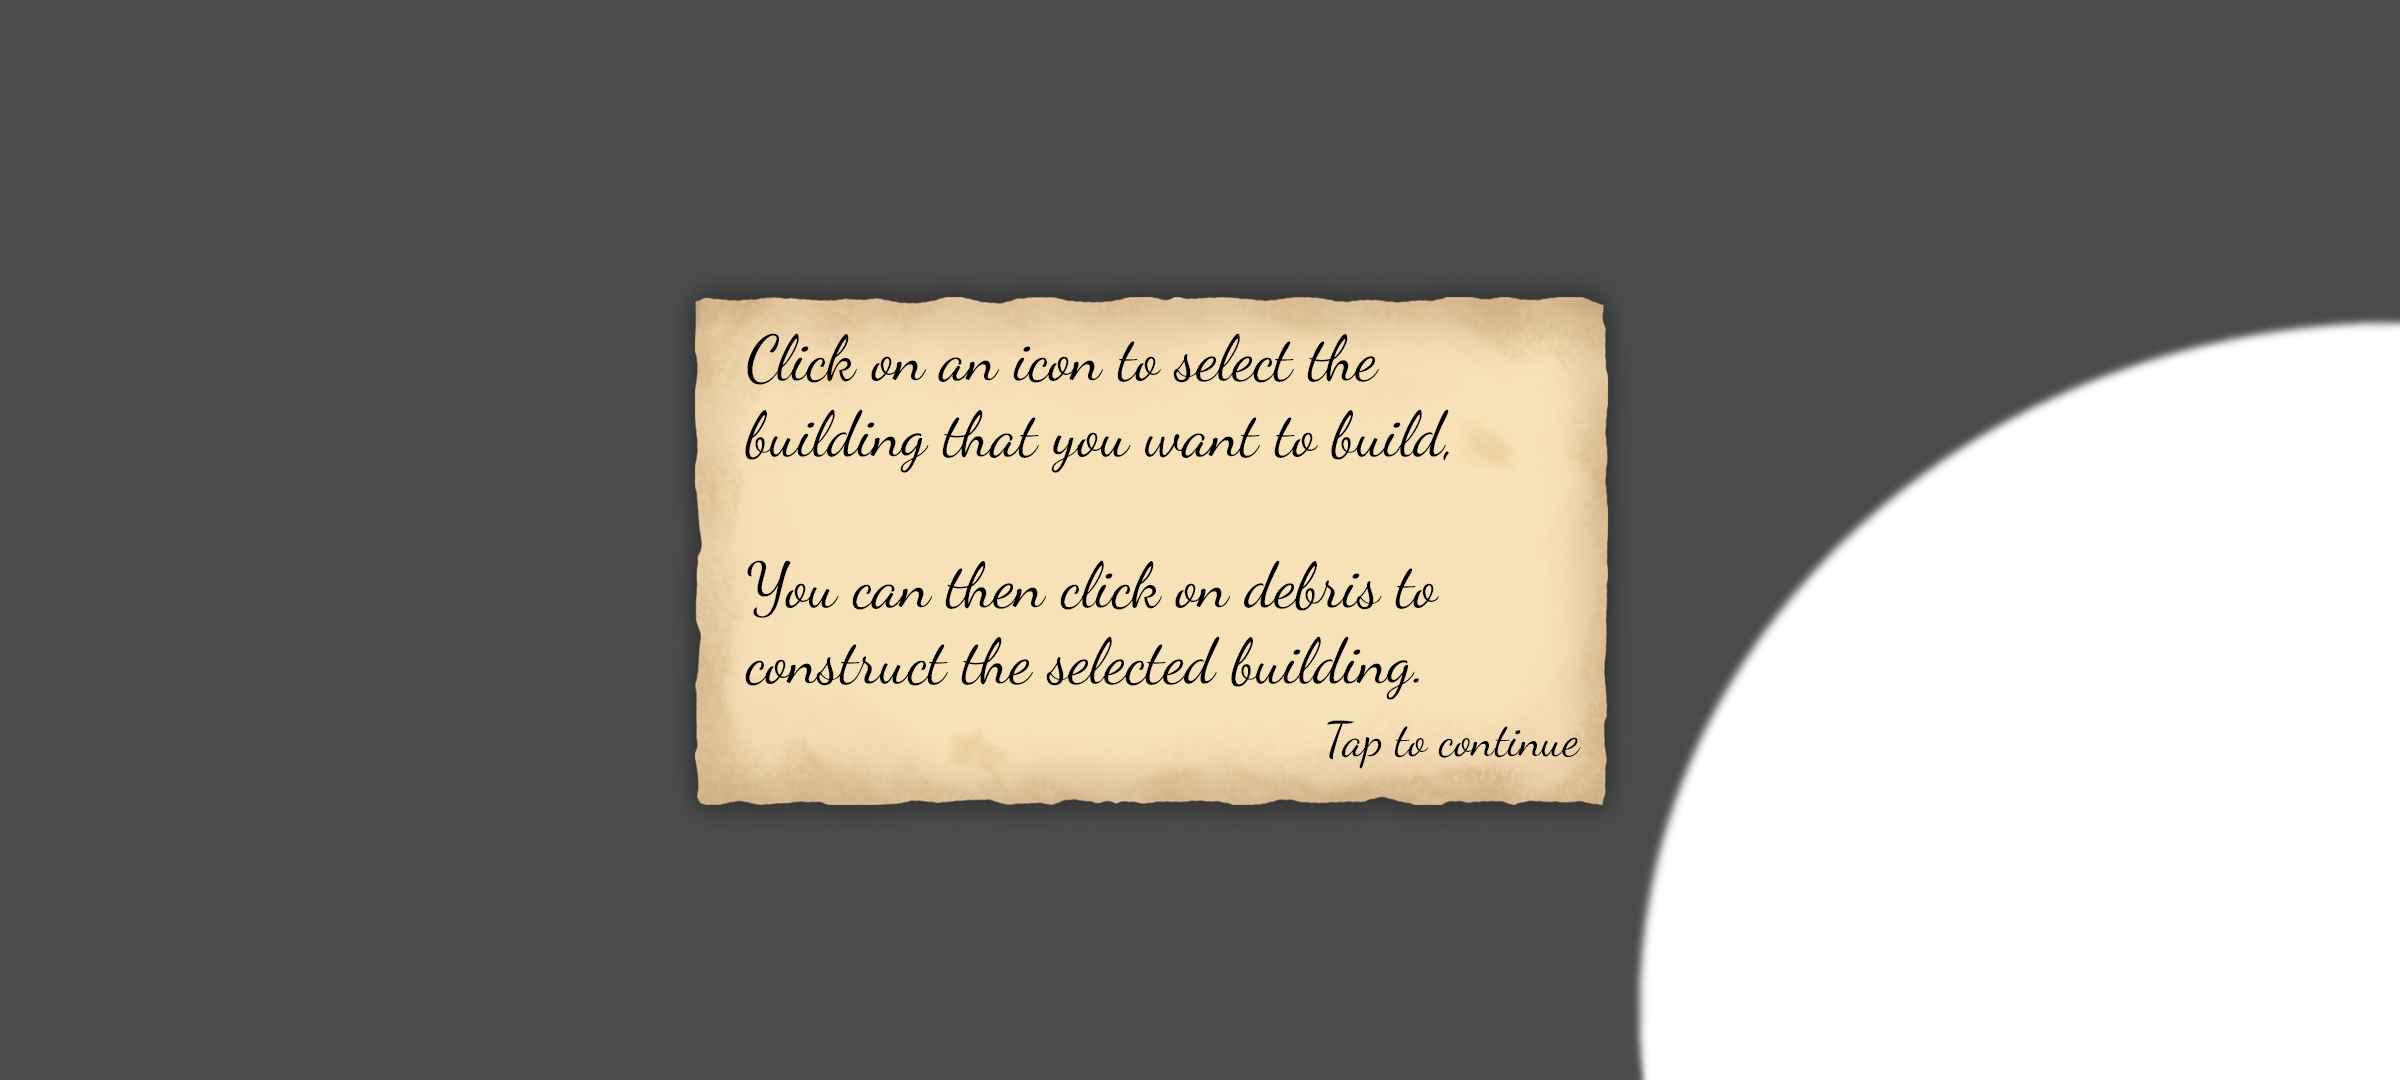 Click on an icon to select the
building that you want to build,
You can then click on debris to
construct the selected building.
Tap to continue